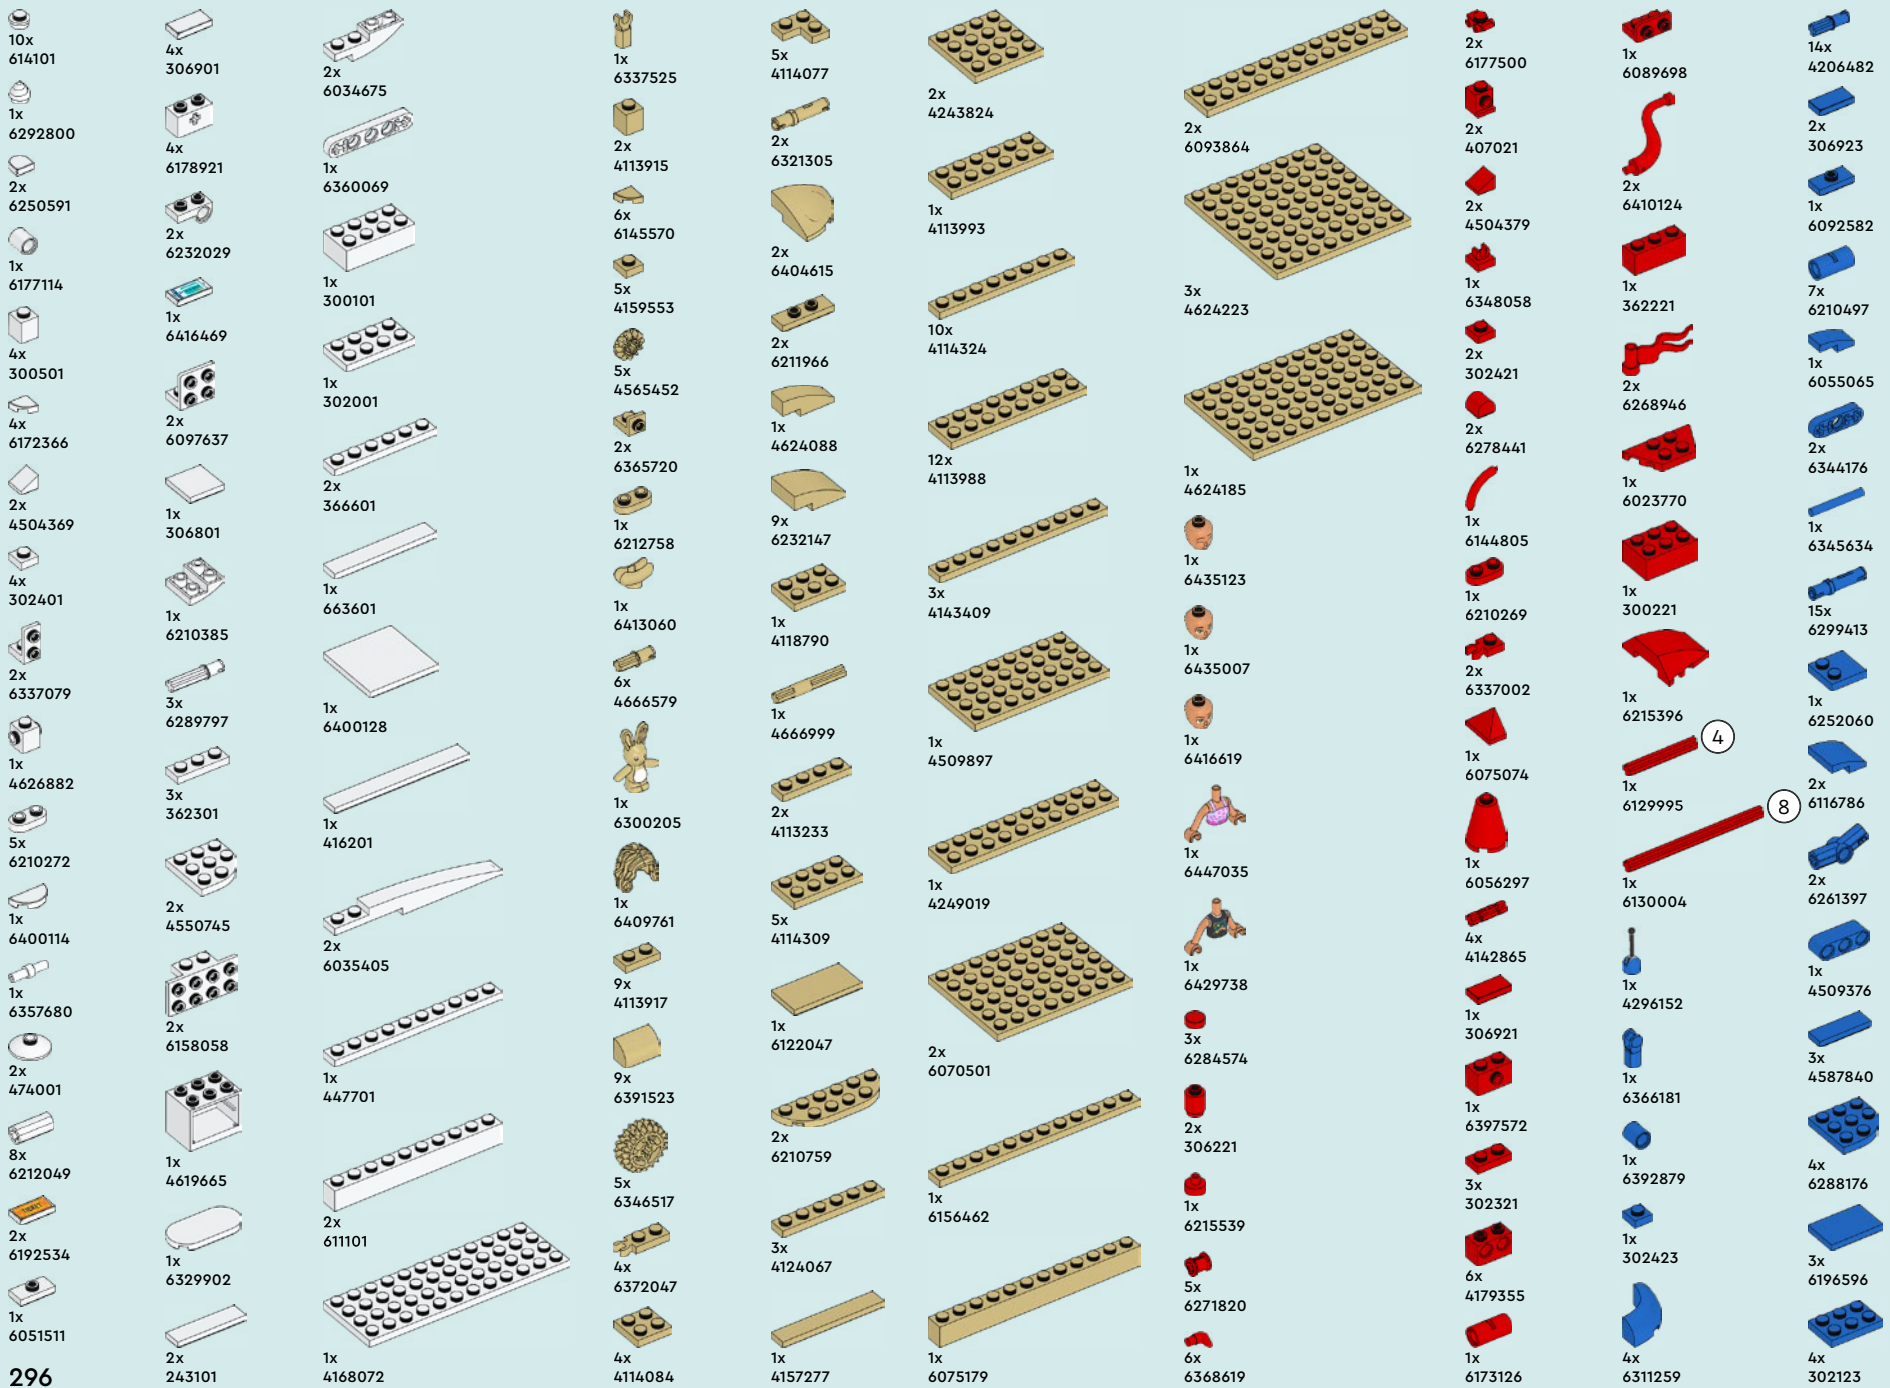 10x
614101
1x
6292800
2x
6250591
1x
6177114
4x
300501
4x
6172366
2x
4504369
4x
302401
2x
6337079
1x
4626882
5x
6210272
1x
6400114
1x
6357680
2x
474001
8x
6212049
TICKET
2x
6192534
1x
6051511
296
4x
306901
4x
6178921
2x
6232029
1x
6416469
2x
6097637
1x
306801
1x
6210385
3x
6289797
3x
362301
2x
4550745
2x
6158058
1x
4619665
1x
6329902
2x
243101
2x
6034675
1x
6360069
1x
300101
1x
302001
2x
366601
1x
663601
1x
6400128
1x
416201
2x
6035405
1x
447701
2x
611101
1x
4168072
1x
6337525
2x
4113915
6x
6145570
5x
4159553
5x
4565452
2x
6365720
1x
6212758
1x
6413060
6x
4666579
1x
6300205
1x
6409761
9x
4113917
9x
6391523
5x
6346517
4x
6372047
4x
4114084
5x
4114077
2x
6321305
2x
6404615
2x
6211966
1x
4624088
9x
6232147
1x
4118790
1x
4666999
2x
4113233
5x
4114309
1x
6122047
2x
6210759
3x
4124067
1x
4157277
2x
4243824
1x
4113993
10x
4114324
12x
4113988
3x
4143409
1x
4509897
1x
4249019
2x
6070501
1x
6156462
1x
6075179
2x
6093864
3x
4624223
1x
4624185
1x
6435123
1x
6435007
1x
6416619
1x
6447035
1x
6429738
3x
6284574
2x
306221
1x
6215539
5x
6271820
6x
6368619
2x
6177500
2x
407021
2x
4504379
1x
6348058
2x
302421
2x
6278441
1x
6144805
1x
6210269
2x
6337002
1x
6075074
1x
6056297
4x
4142865
1x
306921
1x
6397572
3x
302321
6x
4179355
1x
6173126
1x
6089698
2x
6410124
1x
362221
2x
6268946
1x
6023770
1x
300221
1x
6215396
4
1x
6129995
8
1x
6130004
1x
4296152
1x
6366181
1x
6392879
1x
302423
4x
6311259
14x
4206482
2x
306923
1x
6092582
7x
6210497
1x
6055065
2x
6344176
1x
6345634
15x
6299413
1x
6252060
2x
6116786
2x
6261397
1x
4509376
3x
4587840
4x
6288176
3x
6196596
4x
302123